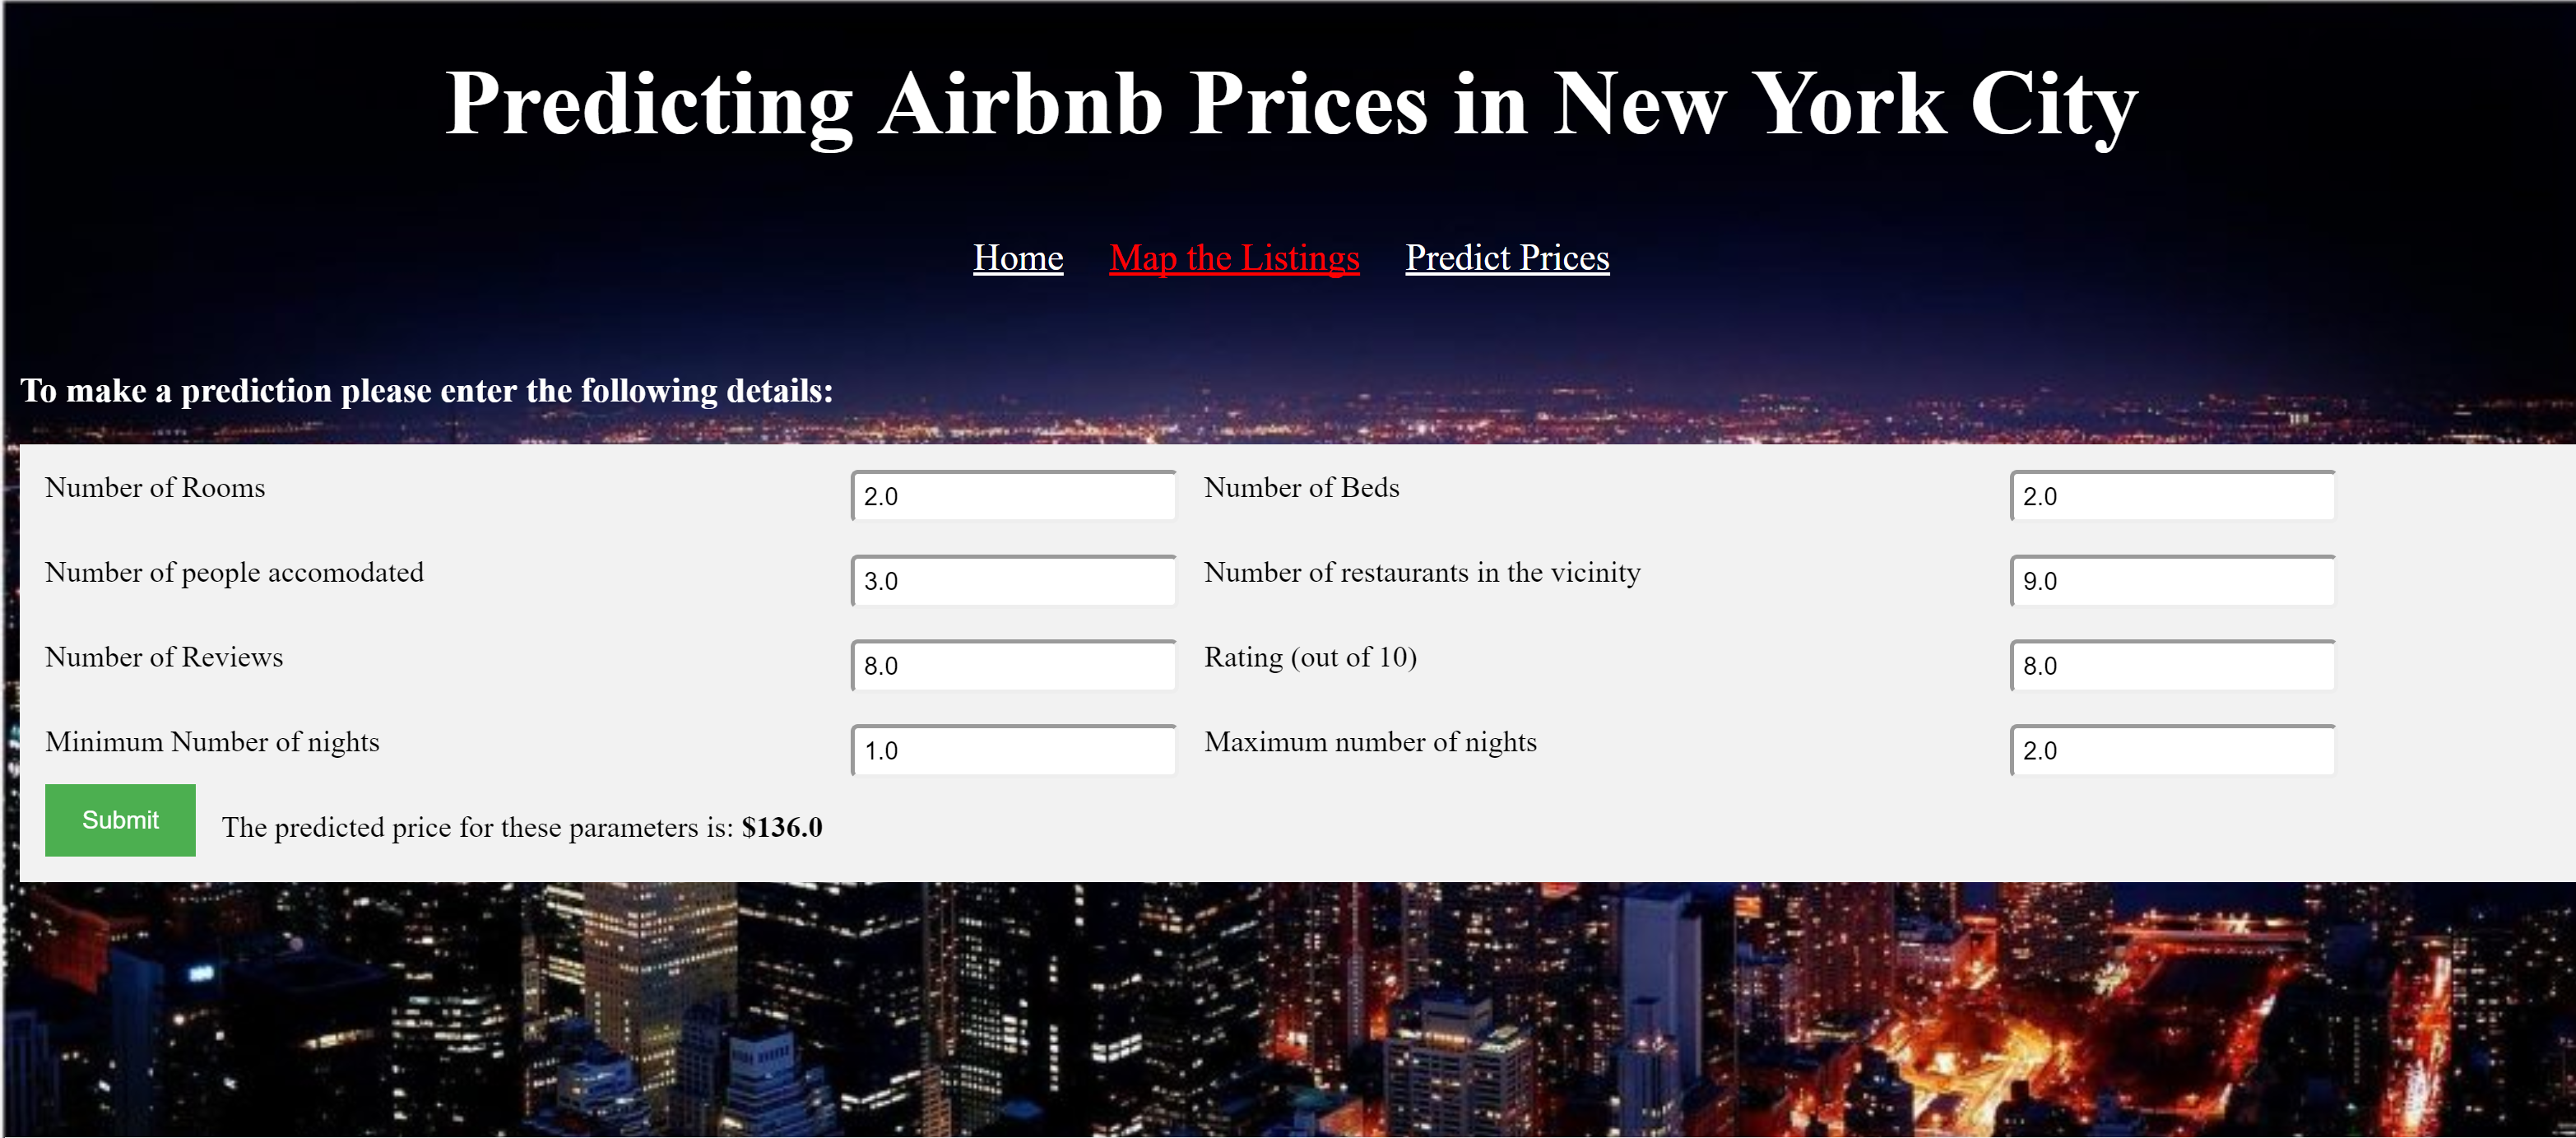 Predicting Airbnb Prices in New York City
Home Map the Listings Predict Prices
To make a prediction please enter the following details:
Number of Rooms 2.0 Number of Beds 2.0
Number of people accomodated 3.0 Number of restaurants in the vicinity 9.0
Number of Reviews 8.0 Rating (out of 10) 8.0
Minimum Number of nights 1.0 Maximum number of nights 2.0
Submit The predicted price for these parameters is: $136.0